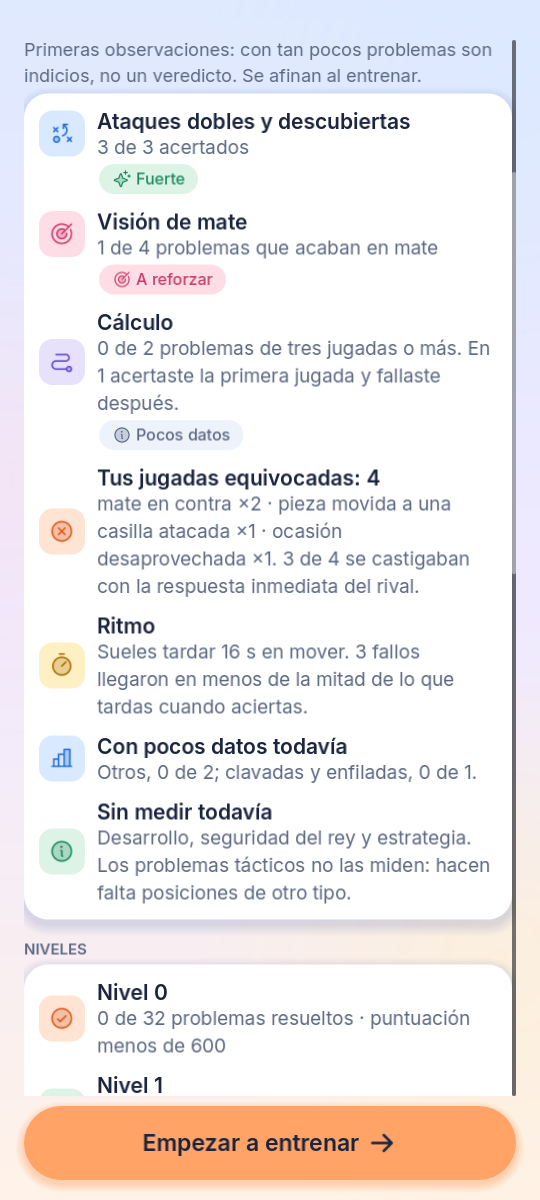 Primeras observaciones: con tan pocos problemas son
indicios, no un veredicto. Se afinan al entrenar.
Ataques dobles y descubiertas
3 de 3 acertados
Fuerte
Visión de mate
1 de 4 problemas que acaban en mate
A reforzar
Cálculo
0 de 2 problemas de tres jugadas o más. En
1 acertaste la primera jugada y fallaste
después.
Pocos datos
Tus jugadas equivocadas: 4
mate en contra ×2 · pieza movida a una
casilla atacada ×1 · ocasión
desaprovechada ×1. 3 de 4 se castigaban
con la respuesta inmediata del rival.
Ritmo
Sueles tardar 16 s en mover. 3 fallos
llegaron en menos de la mitad de lo que
tardas cuando aciertas.
Con pocos datos todavía
Otros, 0 de 2; clavadas y enfiladas, 0 de 1.
Sin medir todavía
Desarrollo, seguridad del rey y estrategia.
Los problemas tácticos no las miden: hacen
falta posiciones de otro tipo.
NIVELES
Nivel 0
0 de 32 problemas resueltos · puntuación
menos de 600
Nivel 1
Empezar a entrenar →